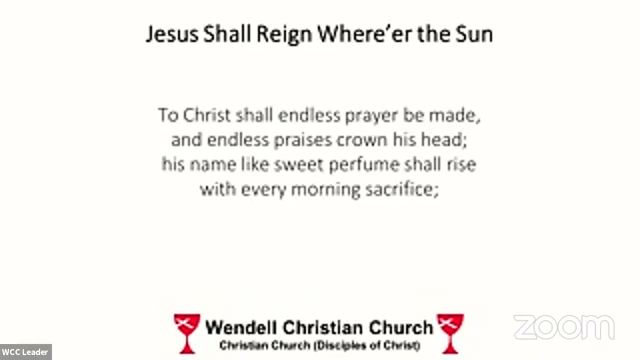 Jesus Shall Reign Where’er the Sun
To Christ shall endless prayer be made,
and endless praises crown his head;
his name like sweet perfume shall rise
with every morning sacrifice;
Wendell Christian Church
Christian Church (Disciples of Christ)
zoom
WCC Leader